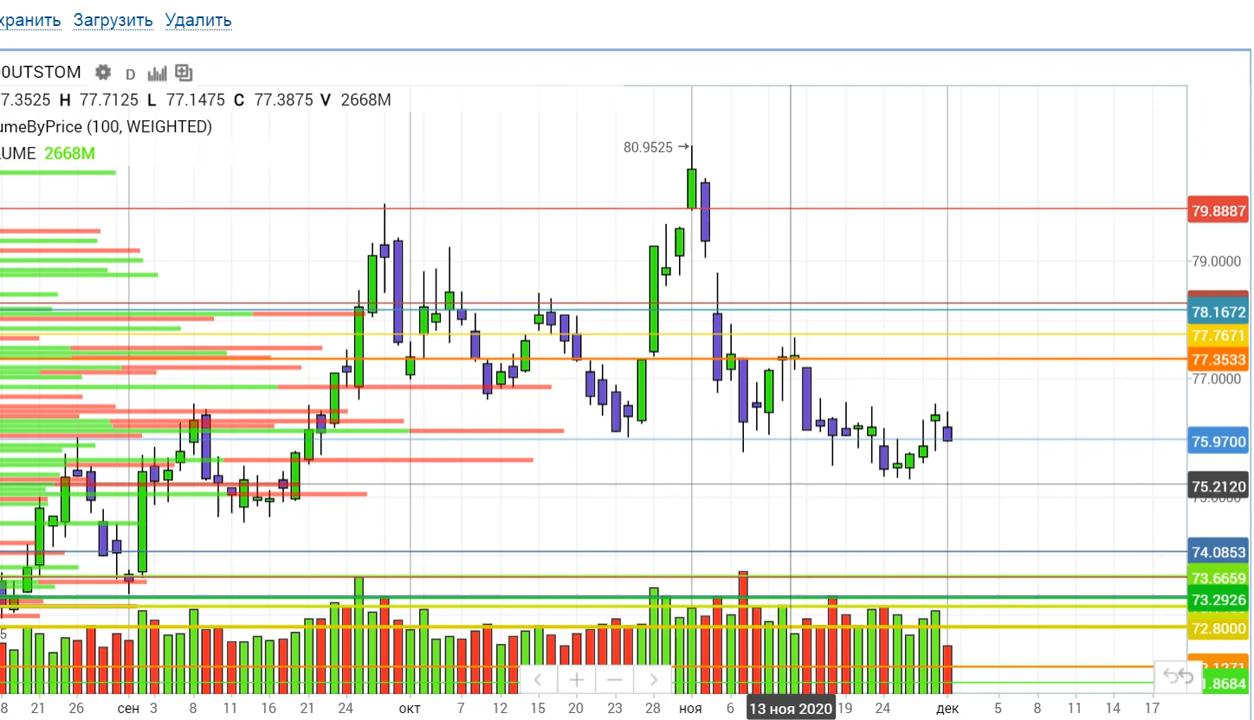 хранить Загрузить Удалить
00UTSTOM D
7.3525 H 77.7125 L 77.1475 C 77.3875 V 2668M
umeByPrice (100, WEIGHTED)
LUME 2668M
80.9525
79.8887
79.0000
78.1672
77.7671
77.3533
77.0000
75.9700
75.2120
74.0853
73.6659
73.2926
72.8000
1.8684
8 21 26 сен 3 8 11 16 21 24 окт 7 12 15 20 23 28 ноя 6 13 ноя 2020 19 24 дек 5 8 11 14 17